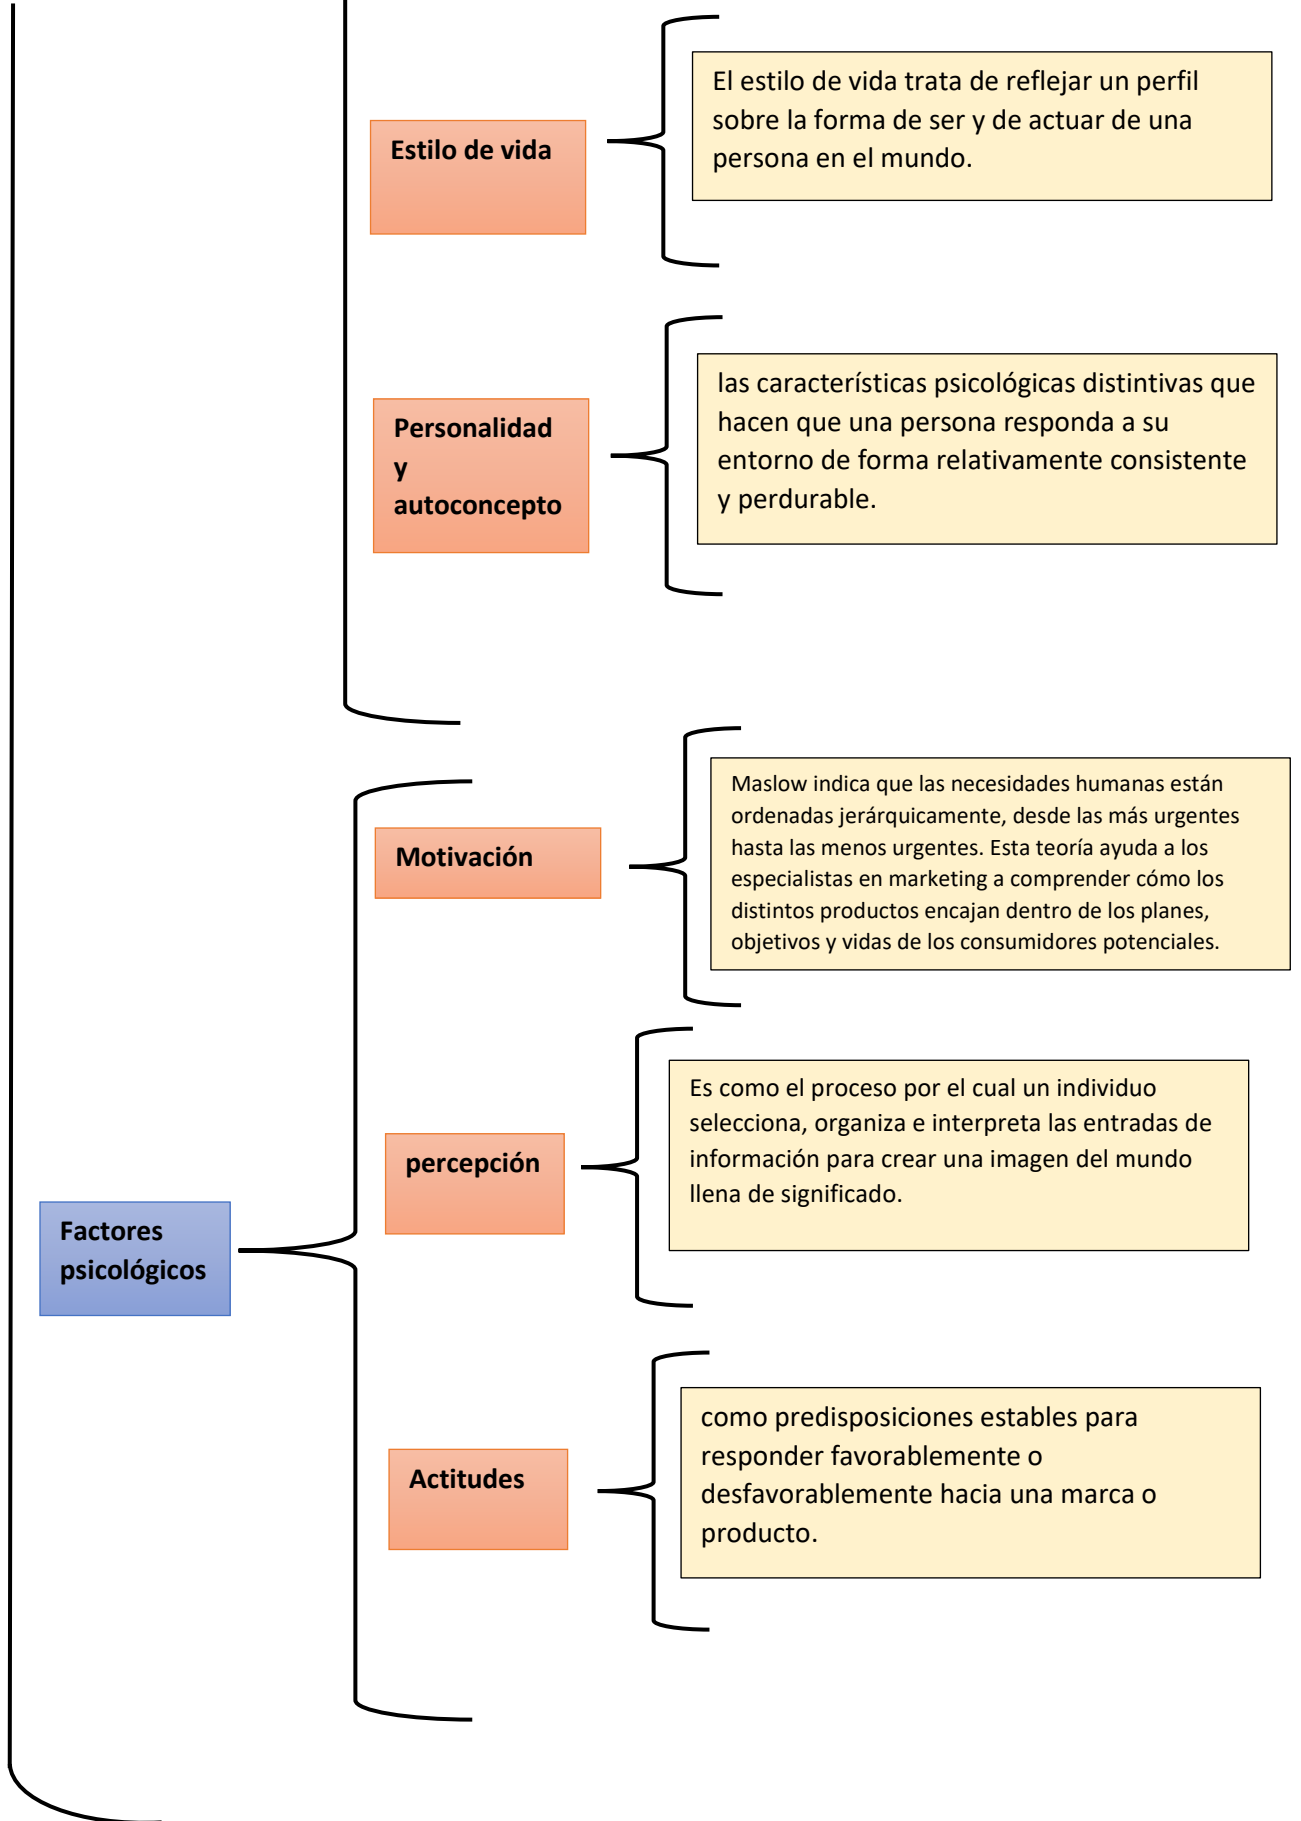 Estilo de vida
El estilo de vida trata de reflejar un perfil
sobre la forma de ser y de actuar de una
persona en el mundo.
Personalidad
y
autoconcepto
las características psicológicas distintivas que
hacen que una persona responda a su
entorno de forma relativamente consistente
y perdurable.
Factores
psicológicos
Motivación
Maslow indica que las necesidades humanas están
ordenadas jerárquicamente, desde las más urgentes
hasta las menos urgentes. Esta teoría ayuda a los
especialistas en marketing a comprender cómo los
distintos productos encajan dentro de los planes,
objetivos y vidas de los consumidores potenciales.
percepción
Es como el proceso por el cual un individuo
selecciona, organiza e interpreta las entradas de
información para crear una imagen del mundo
llena de significado.
Actitudes
como predisposiciones estables para
responder favorablemente o
desfavorablemente hacia una marca o
producto.